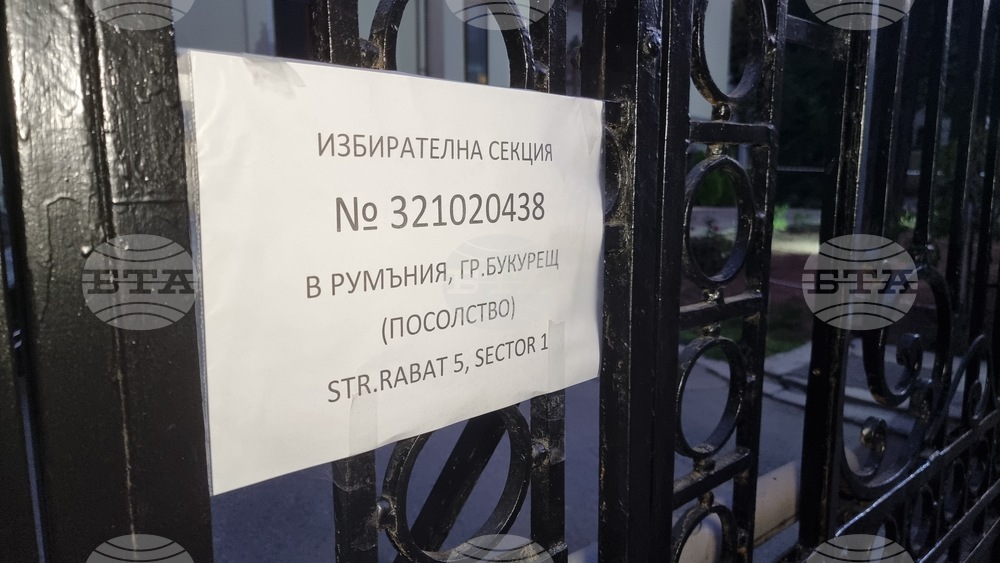 ИЗБИРАТЕЛНА СЕКЦИЯ
№ 321020438
В РУМЪНИЯ, ГР.БУКУРЕЩ
(ПОСОЛСТВО)
STR.RABAT 5, SECTOR 1
БТА
БТА
БТА